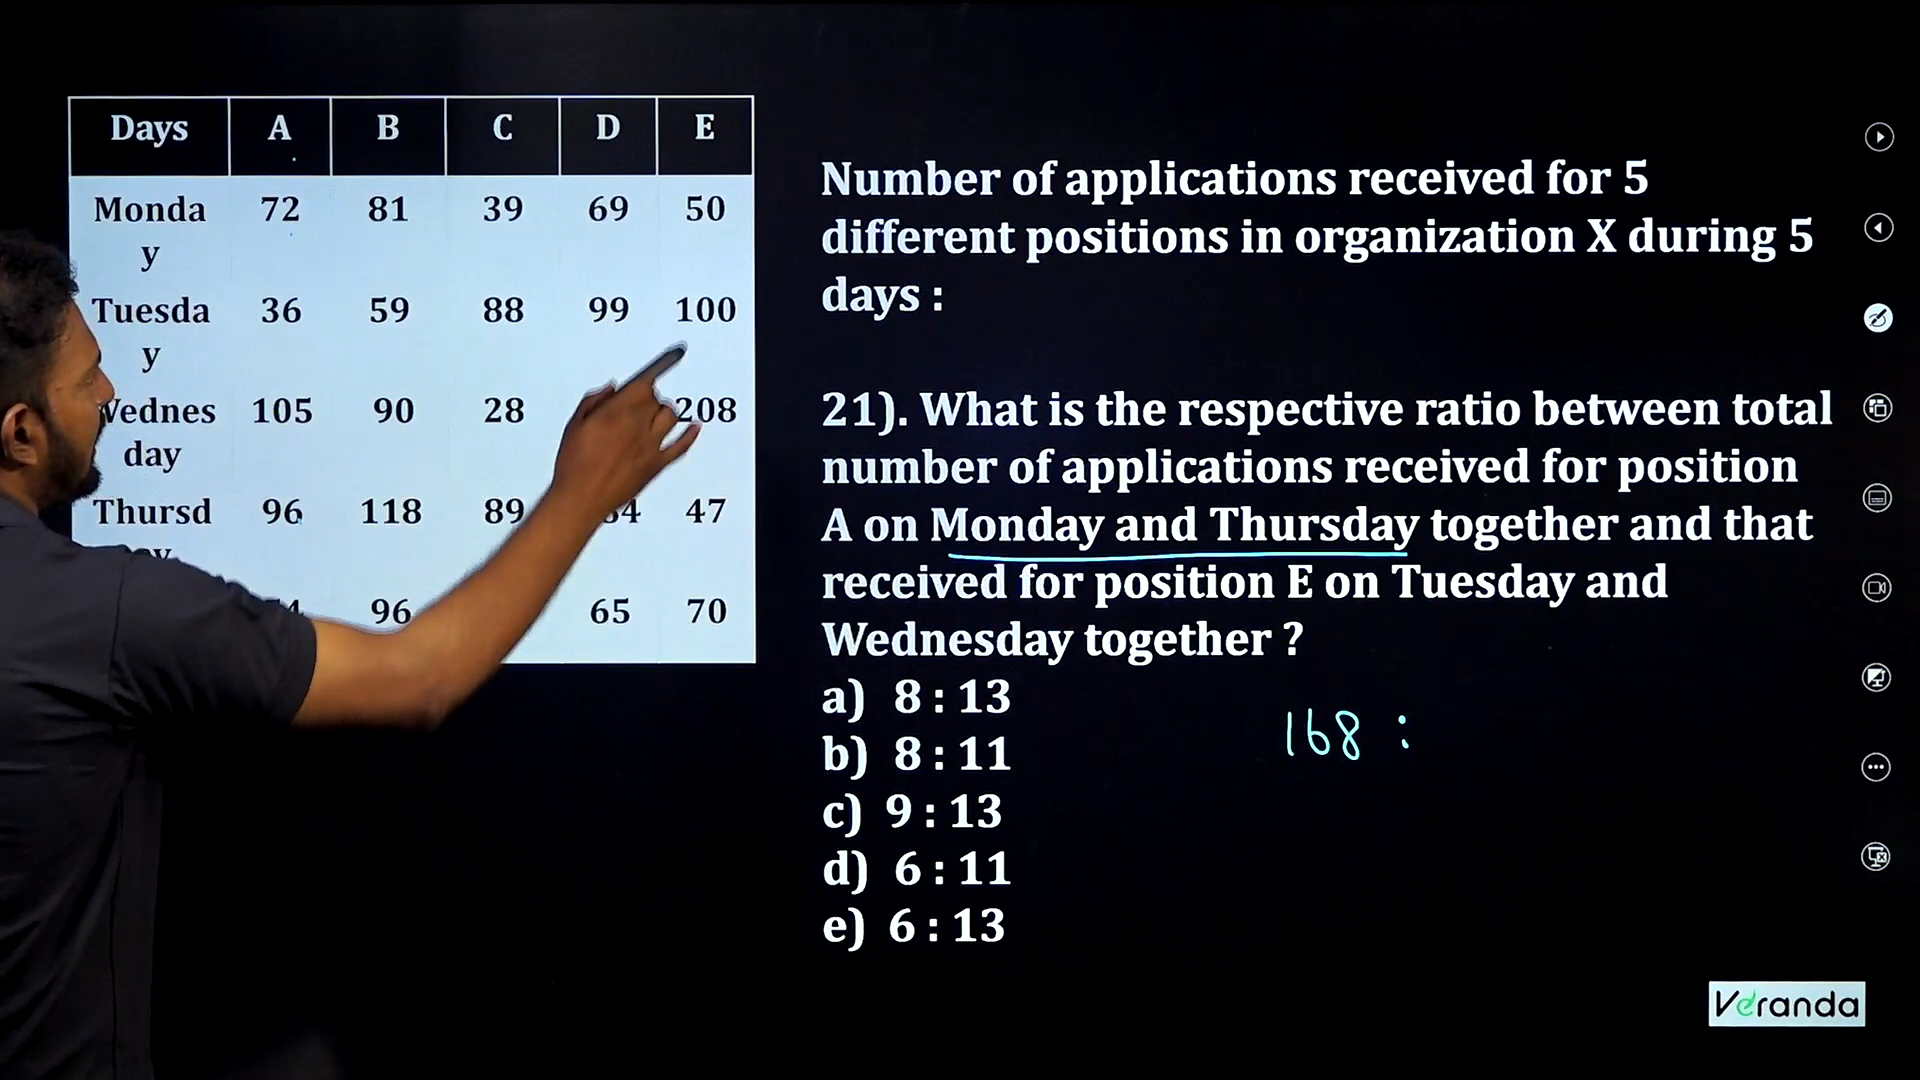 Days A B C D E
Monda 72 81 39 69 50
y
Tuesda 36 59 88 99 100
y
Wednes 105 90 28 208
day
Thursd 96 118 89 47
96 65 70
Number of applications received for 5
different positions in organization X during 5
days :
21). What is the respective ratio between total
number of applications received for position
A on Monday and Thursday together and that
received for position E on Tuesday and
Wednesday together ?
a) 8 : 13
b) 8 : 11
c) 9 : 13
d) 6 : 11
e) 6 : 13
168 :
Veranda